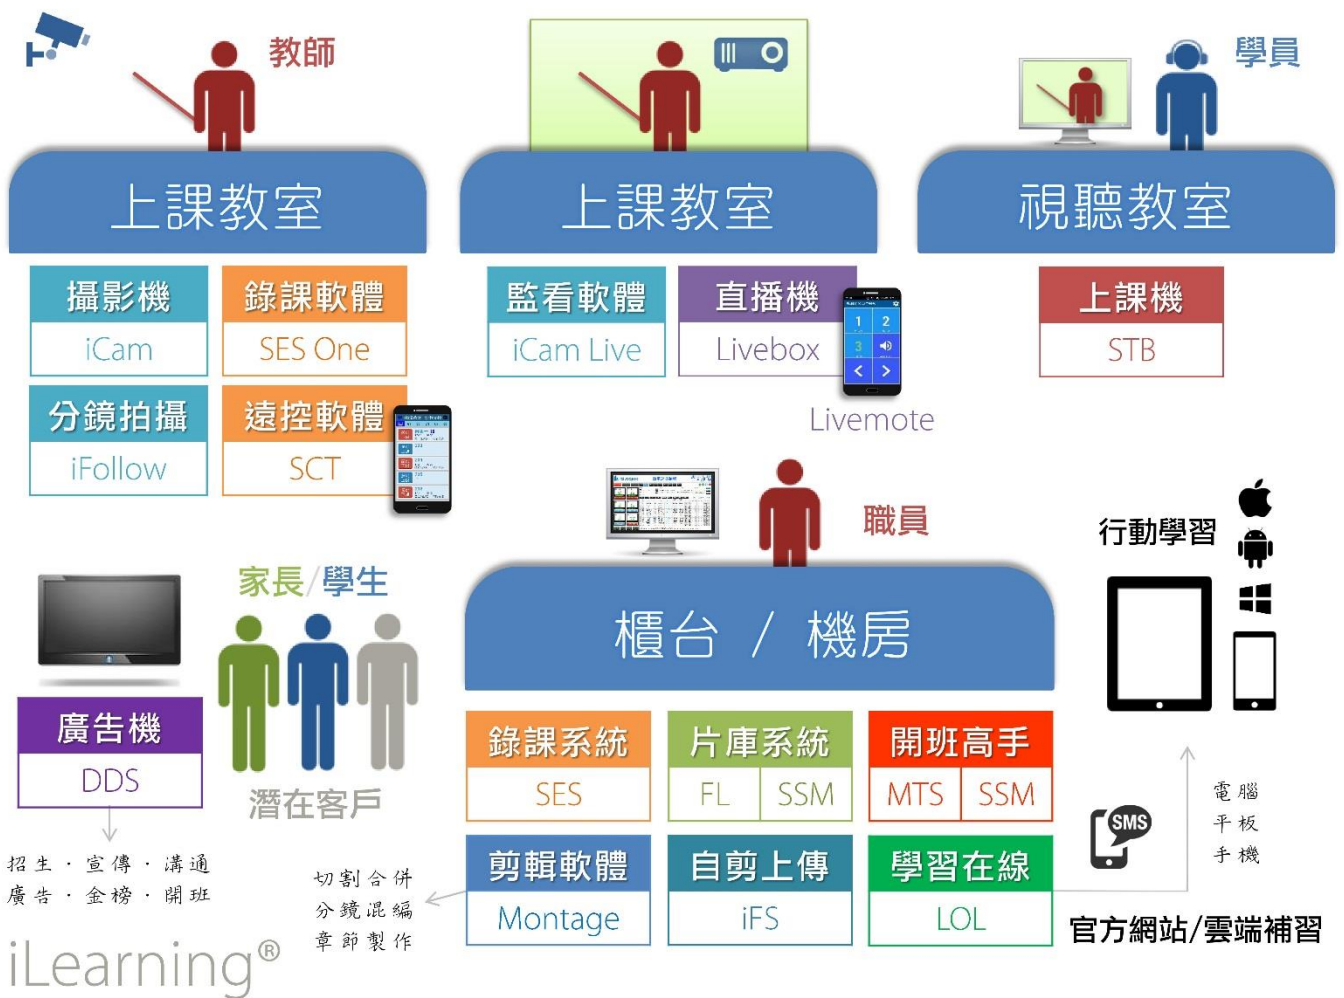 教師
學員
上課教室
上課教室
視聽教室
攝影機
iCam
錄課軟體
SES One
監看軟體
iCam Live
直播機
Livebox
1 2
3
上課機
STB
分鏡拍攝
iFollow
遠控軟體
SCT
Livemote
職員
行動學習
家長/學生
櫃台 / 機房
廣告機
DDS
潛在客戶
錄課系統
SES
片庫系統
FL SSM
開班高手
MTS SSM
剪輯軟體
Montage
自剪上傳
iFS
學習在線
LOL
SMS
電腦
平板
手機
招生・宣傳・溝通
廣告・金榜・開班
切割合併
分鏡混編
章節製作
官方網站/雲端補習
iLearning®